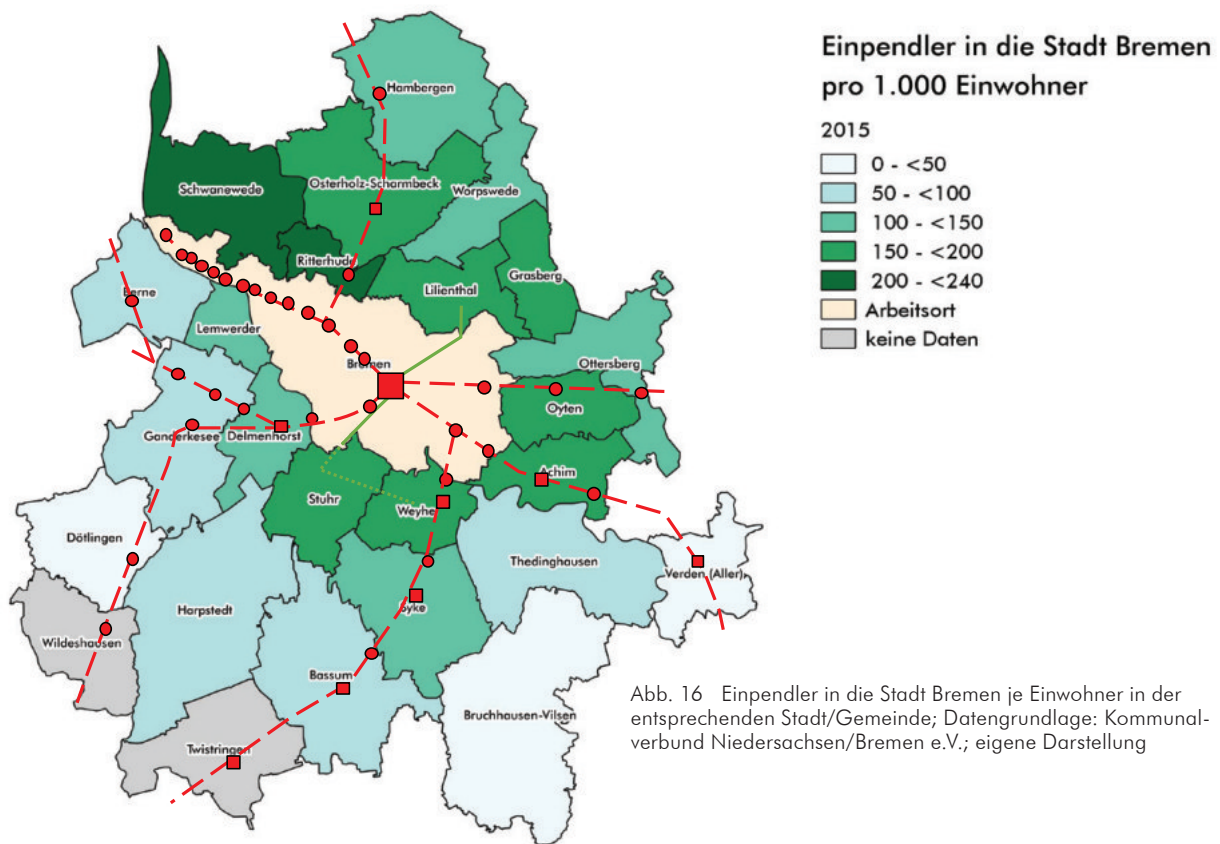 Einpendler in die Stadt Bremen
pro 1.000 Einwohner
2015
0 - <50
50 - <100
100 - <150
150 - <200
200 - <240
Arbeitsort
keine Daten
Hambergen
Schwanewede
Osterholz-Scharmbeck
Worpswede
Ritterhude
Lilienthal
Grasberg
Berne
Lemwerder
Bremen
Ottersberg
Oyten
Ganderkesee
Delmenhorst
Achim
Stuhr
Weyhe
Dötlingen
Thedinghausen
Verden (Aller)
Harpstedt
Syke
Wildeshausen
Bassum
Bruchhausen-Vilsen
Twistringen
Abb. 16 Einpendler in die Stadt Bremen je Einwohner in der
entsprechenden Stadt/Gemeinde; Datengrundlage: Kommunal-
verbund Niedersachsen/Bremen e.V.; eigene Darstellung